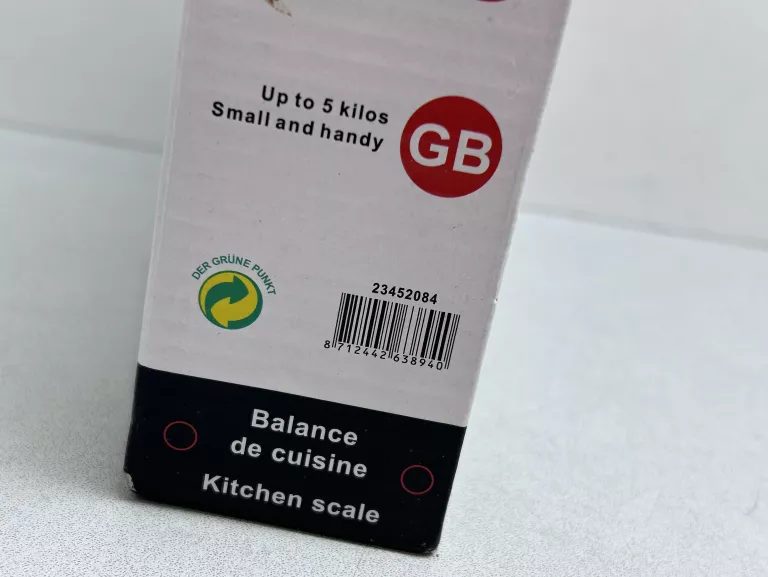 Up to 5 kilos
Small and handy
GB
DER GRÜNE PUNKT
23452084
8 712442 638940
Balance
de cuisine
Kitchen scale